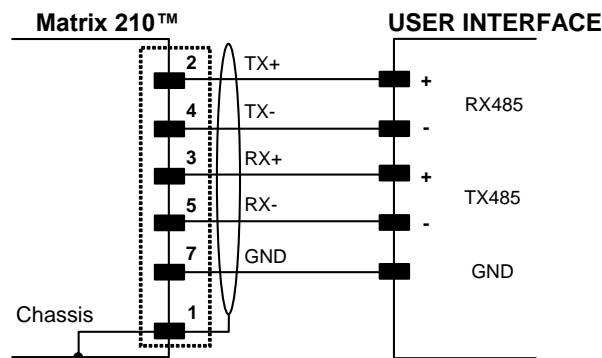 Matrix 210™ USER INTERFACE
2 TX+ +
RX485
4 TX- -
3 RX+ +
TX485
5 RX- -
7 GND GND
1
Chassis